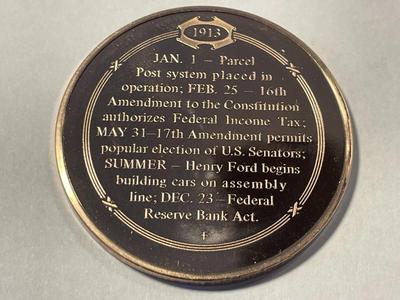 1913
JAN. 1 – Parcel
Post system placed in
operation; FEB. 25 – 16th
Amendment to the Constitution
authorizes Federal Income Tax;
MAY 31–17th Amendment permits
popular election of U.S. Senators;
SUMMER – Henry Ford begins
building cars on assembly
line; DEC. 23–Federal
Reserve Bank Act.